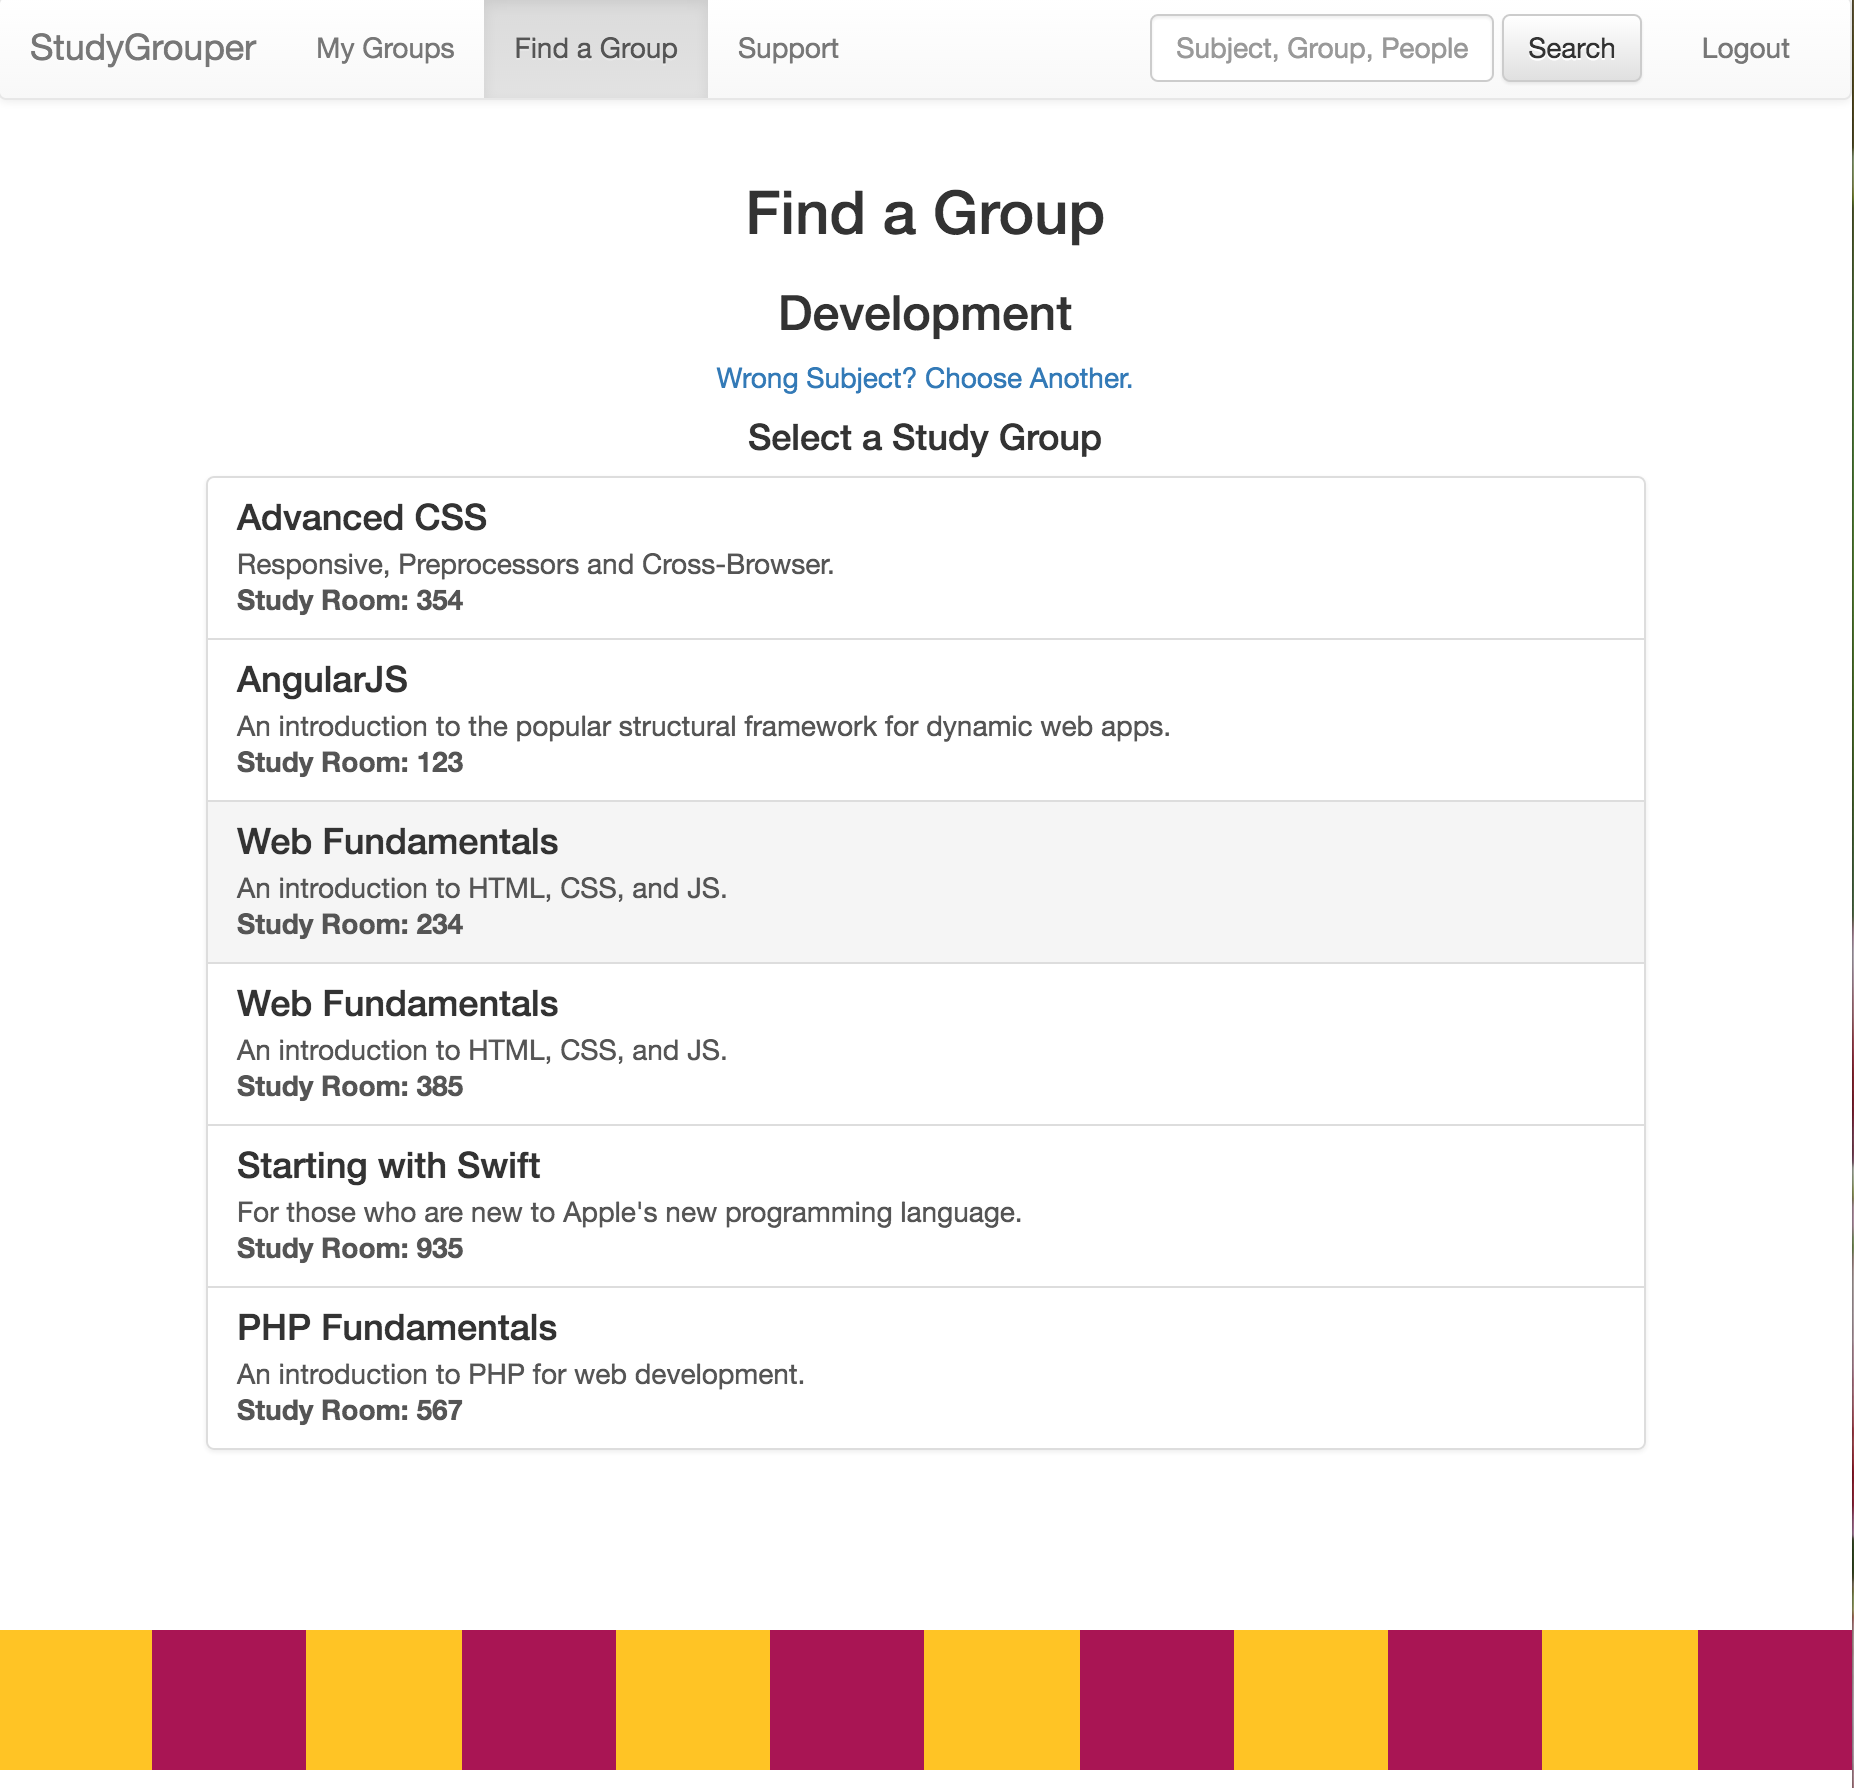 StudyGrouper My Groups Find a Group Support Subject, Group, People Search Logout
Find a Group
Development
Wrong Subject? Choose Another.
Select a Study Group
Advanced CSS
Responsive, Preprocessors and Cross-Browser.
Study Room: 354
AngularJS
An introduction to the popular structural framework for dynamic web apps.
Study Room: 123
Web Fundamentals
An introduction to HTML, CSS, and JS.
Study Room: 234
Web Fundamentals
An introduction to HTML, CSS, and JS.
Study Room: 385
Starting with Swift
For those who are new to Apple's new programming language.
Study Room: 935
PHP Fundamentals
An introduction to PHP for web development.
Study Room: 567